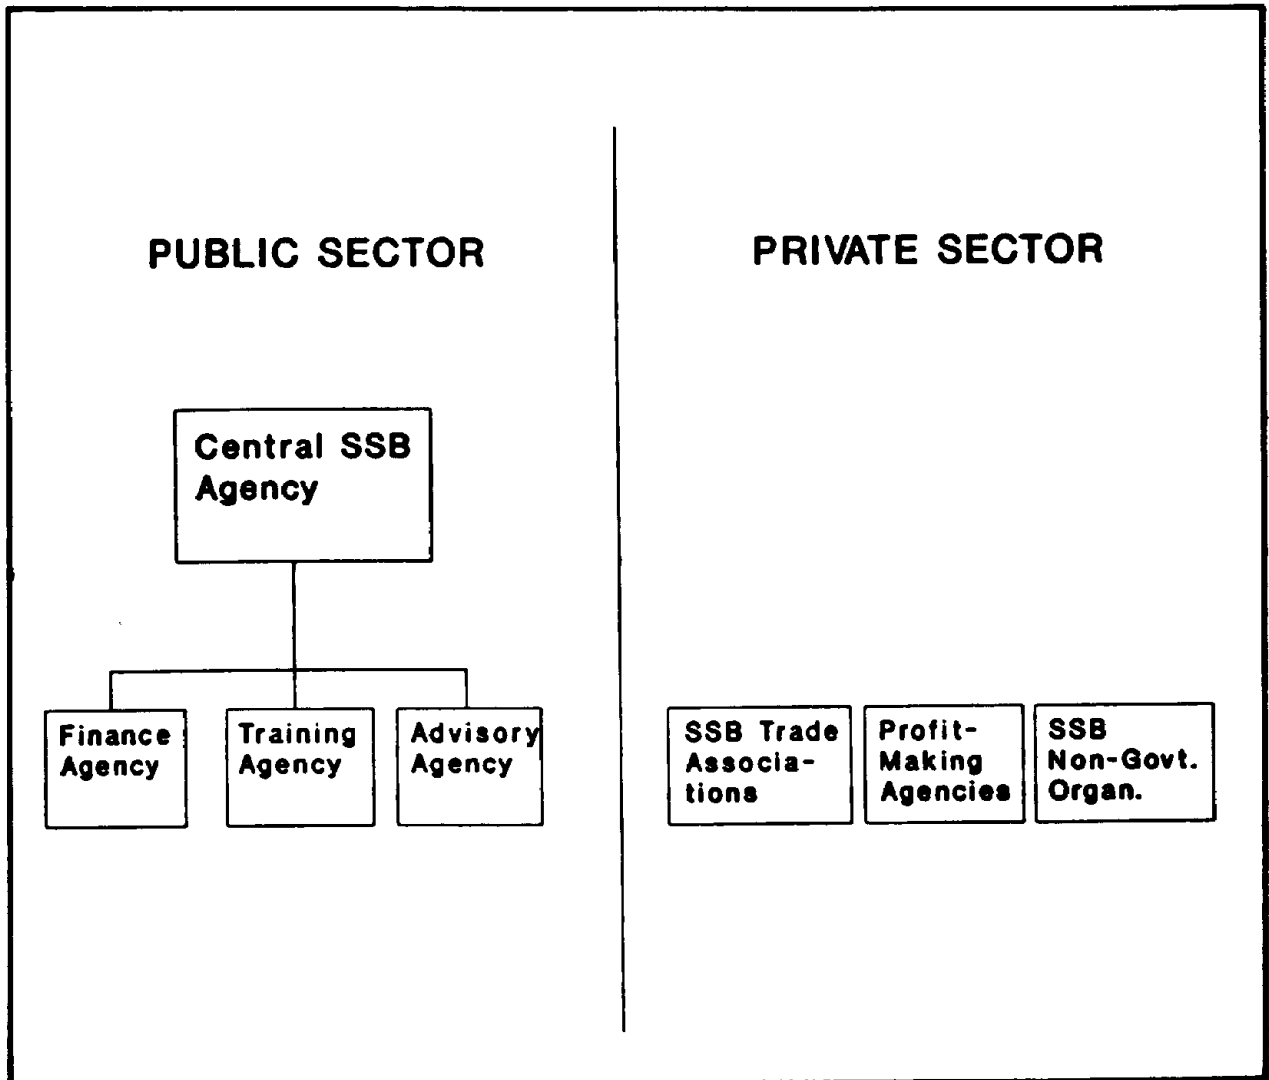 PUBLIC SECTOR
PRIVATE SECTOR
Central SSB
Agency
Finance
Agency
Training
Agency
Advisory
Agency
SSB Trade
Associa-
tions
Profit-
Making
Agencies
SSB
Non-Govt.
Organ.